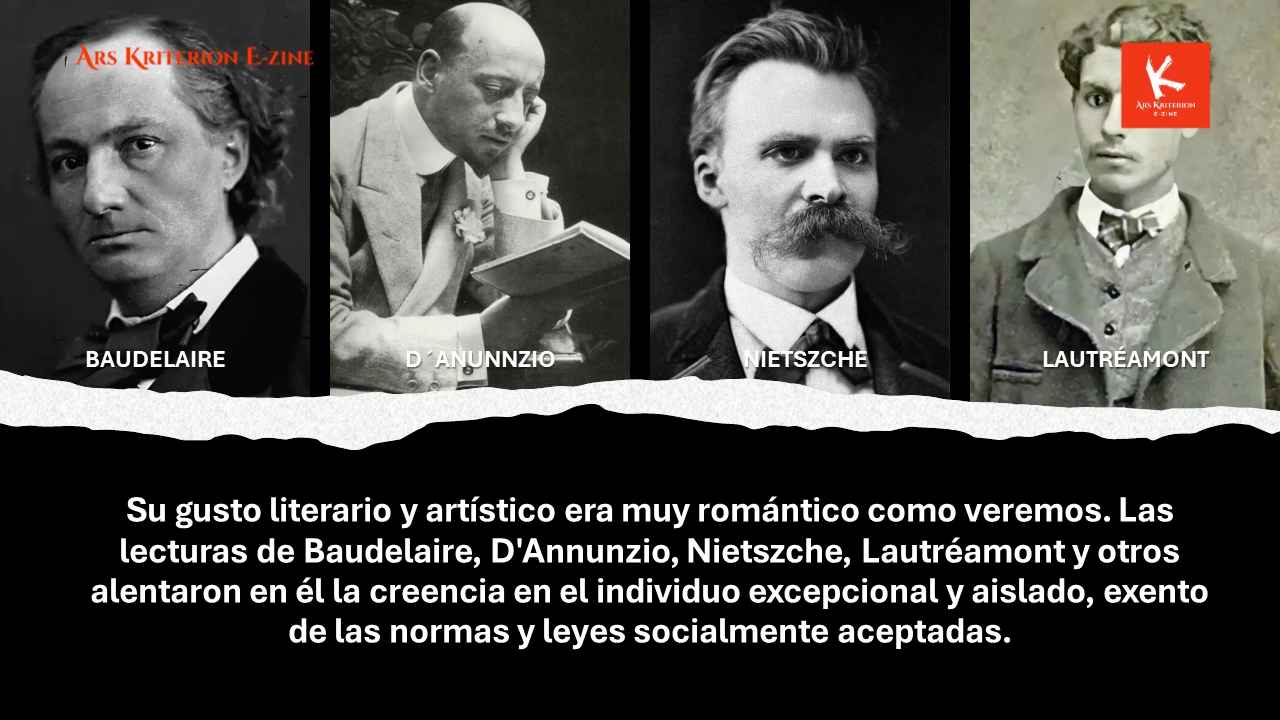 ARS KRITERION E-ZINE
ARS KRITERION
E-ZINE
BAUDELAIRE
D´ANUNNZIO
NIETSZCHE
LAUTRÉAMONT
Su gusto literario y artístico era muy romántico como veremos. Las
lecturas de Baudelaire, D'Annunzio, Nietszche, Lautréamont y otros
alentaron en él la creencia en el individuo excepcional y aislado, exento
de las normas y leyes socialmente aceptadas.